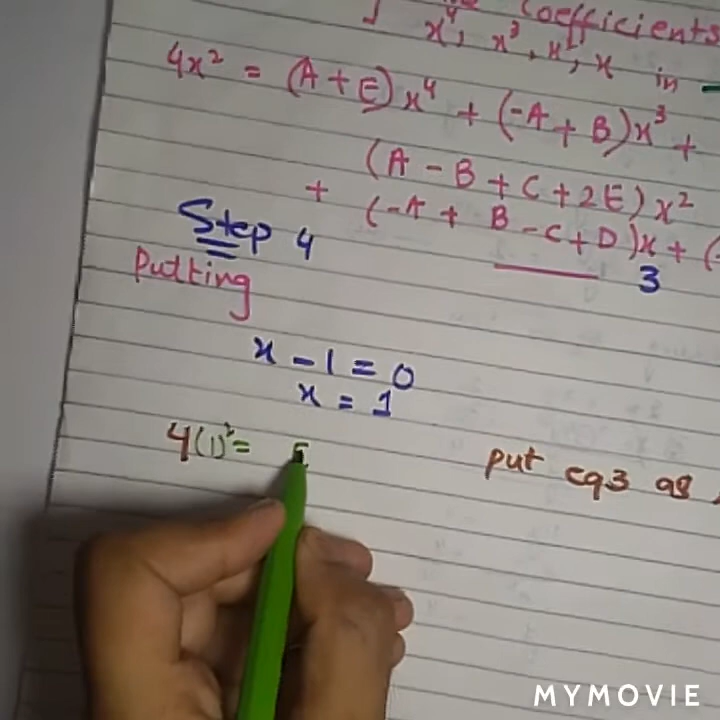 Coefficients
x⁴, x³, x², x in
4x² = (A + E)x⁴ + (-A + B)x³ +
(A - B + C + 2E) x²
+ (-A + B - C + D)x + (-
3
Step 4
Putting
x - 1 = 0
x = 1
4(1)² =
put eq3 as
MYMOVIE